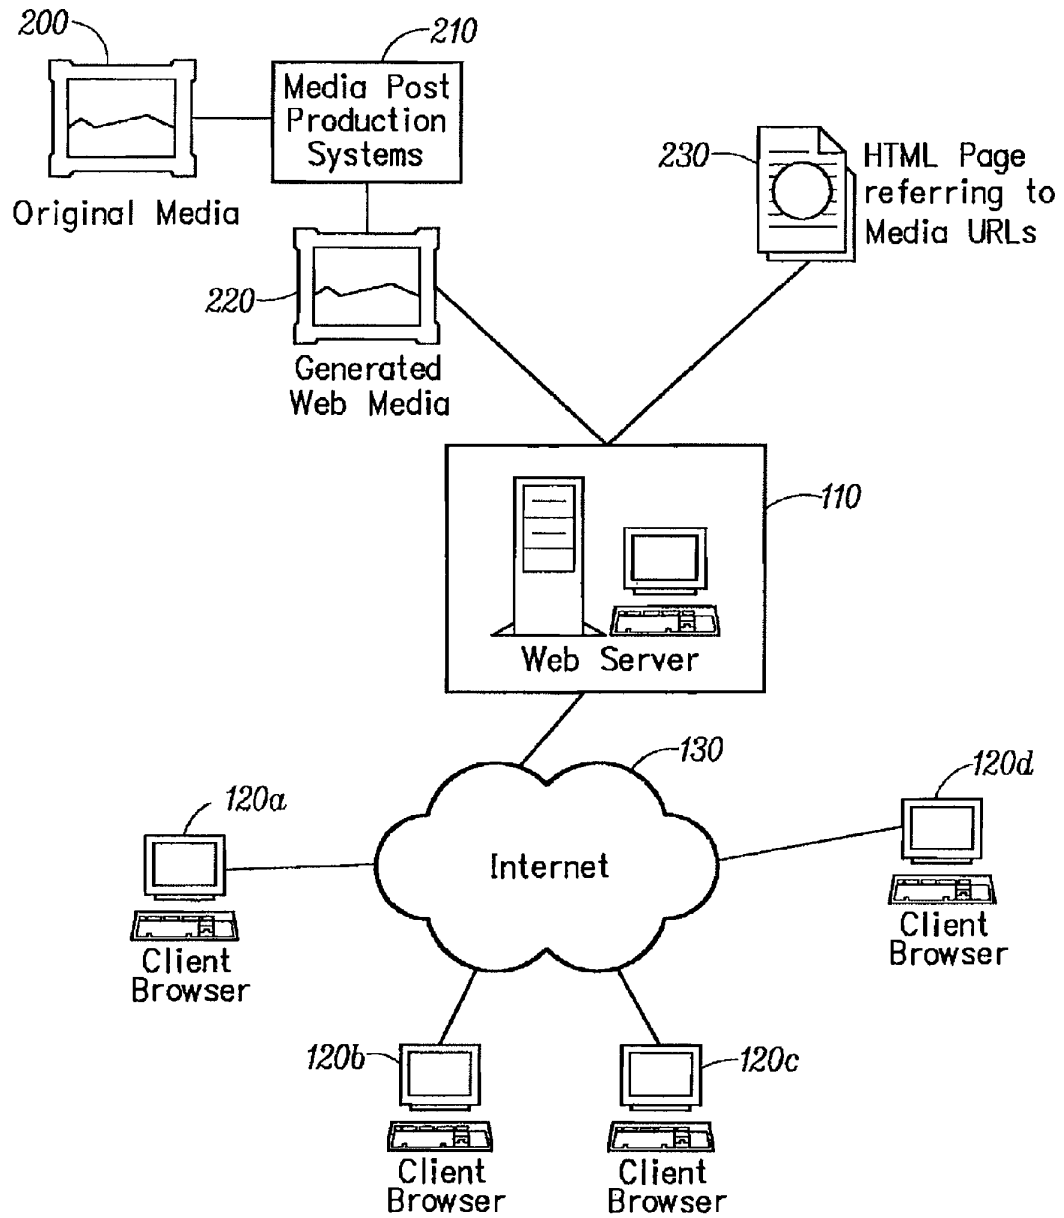 200
210
Media Post
Production
Systems
Original Media
220
Generated
Web Media
230
HTML Page
referring to
Media URLs
110
Web Server
130
Internet
120a
Client
Browser
120b
Client
Browser
120c
Client
Browser
120d
Client
Browser